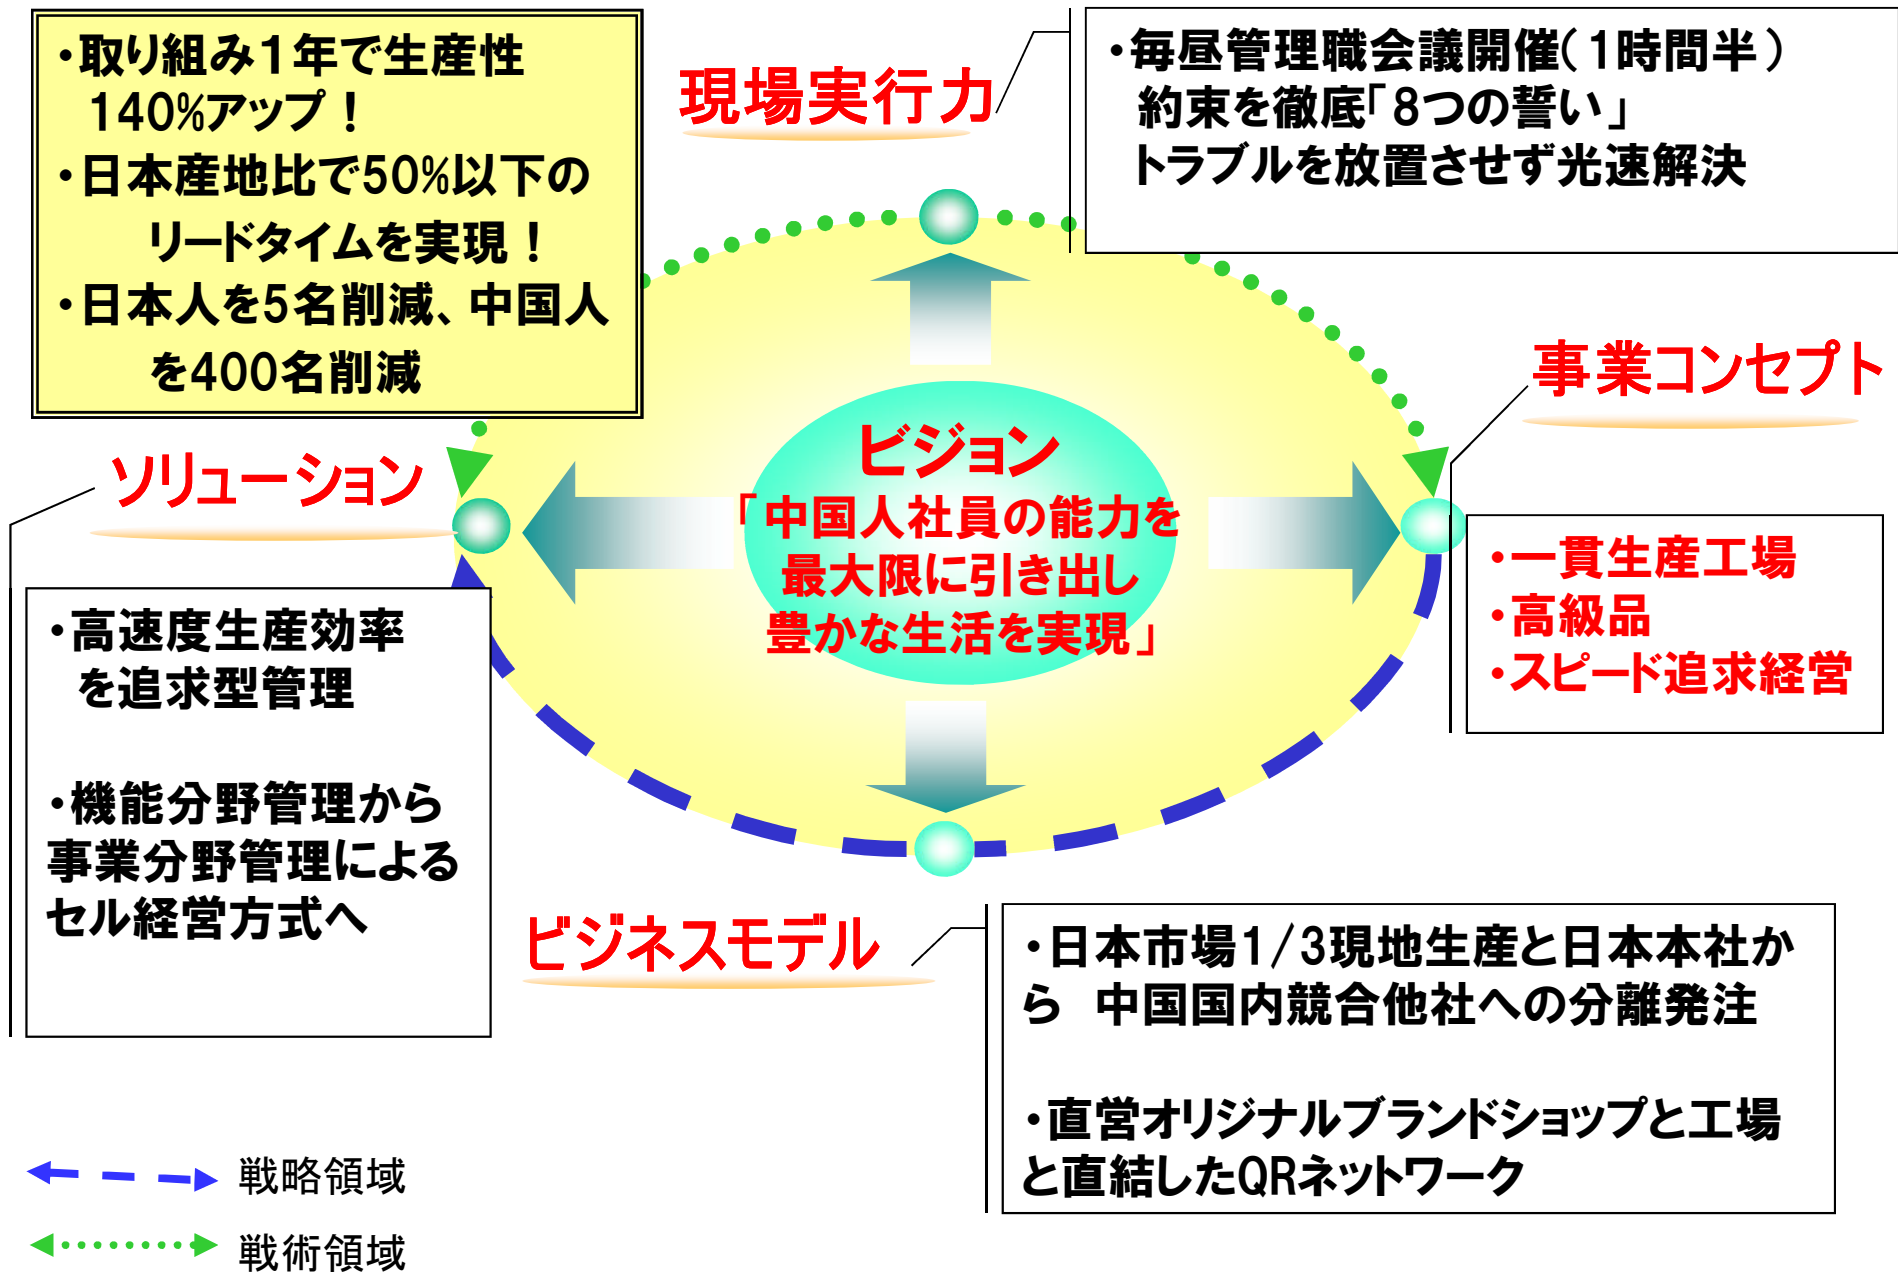 ・取り組み1年で生産性
140%アップ！
・日本産地比で50%以下の
リードタイムを実現！
・日本人を5名削減、中国人
を400名削減
現場実行力
・毎昼管理職会議開催(1時間半)
約束を徹底「8つの誓い」
トラブルを放置させず光速解決
事業コンセプト
・一貫生産工場
・高級品
・スピード追求経営
ビジョン
「中国人社員の能力を
最大限に引き出し
豊かな生活を実現」
ソリューション
・高速度生産効率
を追求型管理
・機能分野管理から
事業分野管理による
セル経営方式へ
ビジネスモデル
・日本市場1/3現地生産と日本本社か
ら　中国国内競合他社への分離発注
・直営オリジナルブランドショップと工場
と直結したQRネットワーク
戦略領域
戦術領域